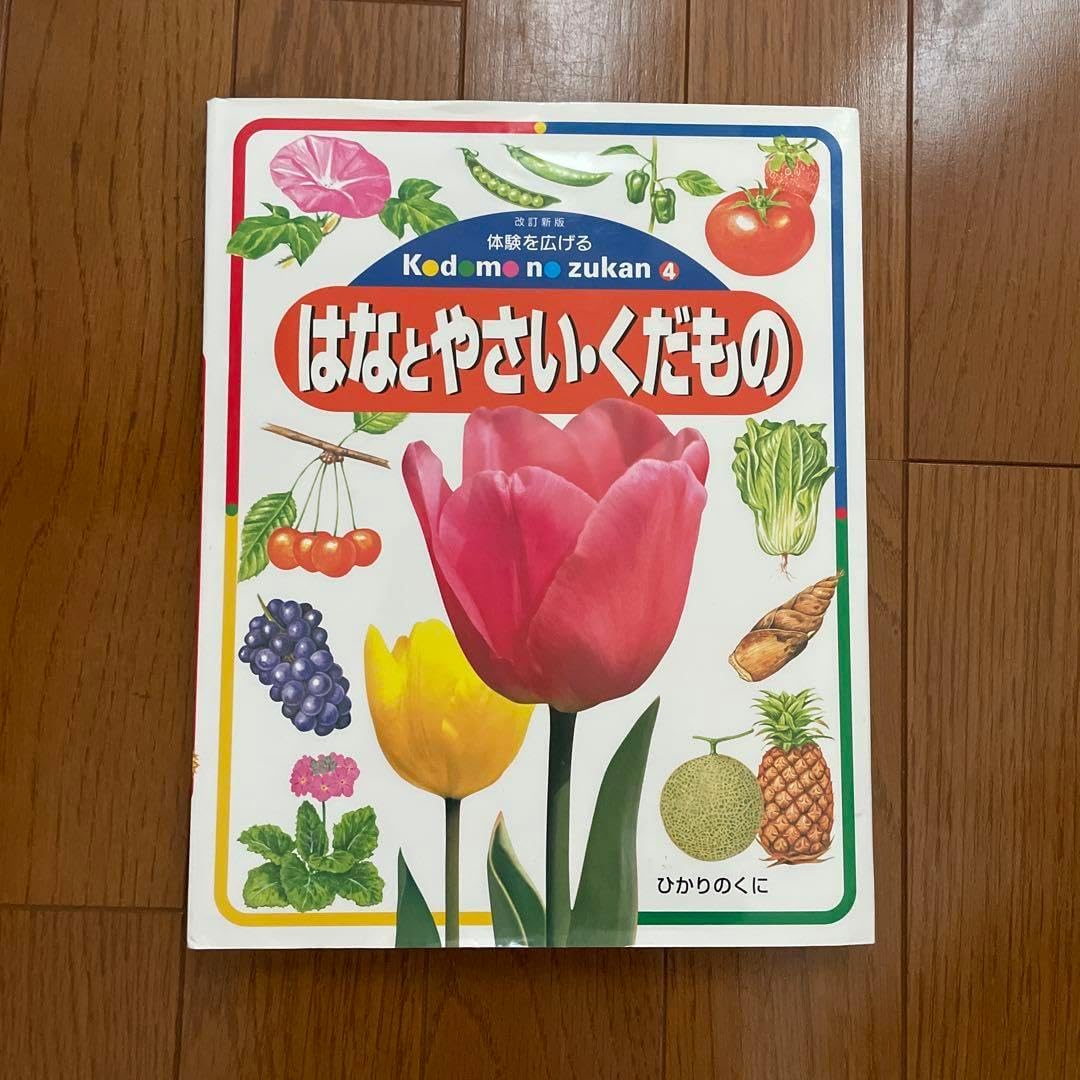 改訂新版
体験を広げる
Kodomo no zukan 4
はなとやさい・くだもの
ひかりのくに